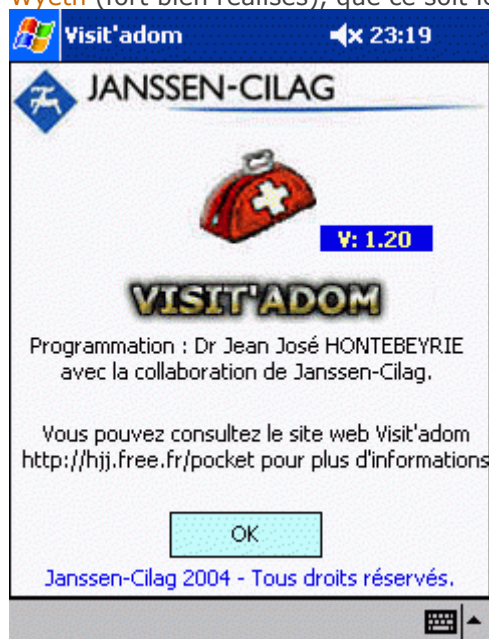 Wyeth (fort bien réalisés), que ce soit le
Visit'adom 23:19
JANSSEN-CILAG
V: 1.20
VISIT'ADOM
Programmation : Dr Jean José HONTEBEYRIE
avec la collaboration de Janssen-Cilag.
Vous pouvez consultez le site web Visit'adom
http://hjj.free.fr/pocket pour plus d'informations
OK
Janssen-Cilag 2004 - Tous droits réservés.